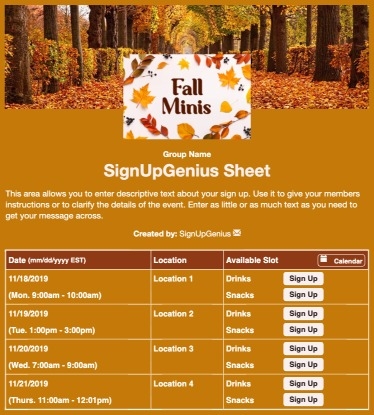 Fall
Minis
Group Name
SignUpGenius Sheet
This area allows you to enter descriptive text about your sign up. Use it to give your members
instructions or to clarify the details of the event. Enter as little or as much text as you need to
get your message across.
Created by: SignUpGenius
Date (mm/dd/yyyy EST) Location Available Slot Calendar
11/18/2019 Location 1 Drinks Sign Up
(Mon. 9:00am - 10:00am) Snacks Sign Up
11/19/2019 Location 2 Drinks Sign Up
(Tue. 1:00pm - 3:00pm) Snacks Sign Up
11/20/2019 Location 3 Drinks Sign Up
(Wed. 7:00am - 9:00am) Snacks Sign Up
11/21/2019 Location 4 Drinks Sign Up
(Thurs. 11:00am - 12:01pm) Snacks Sign Up